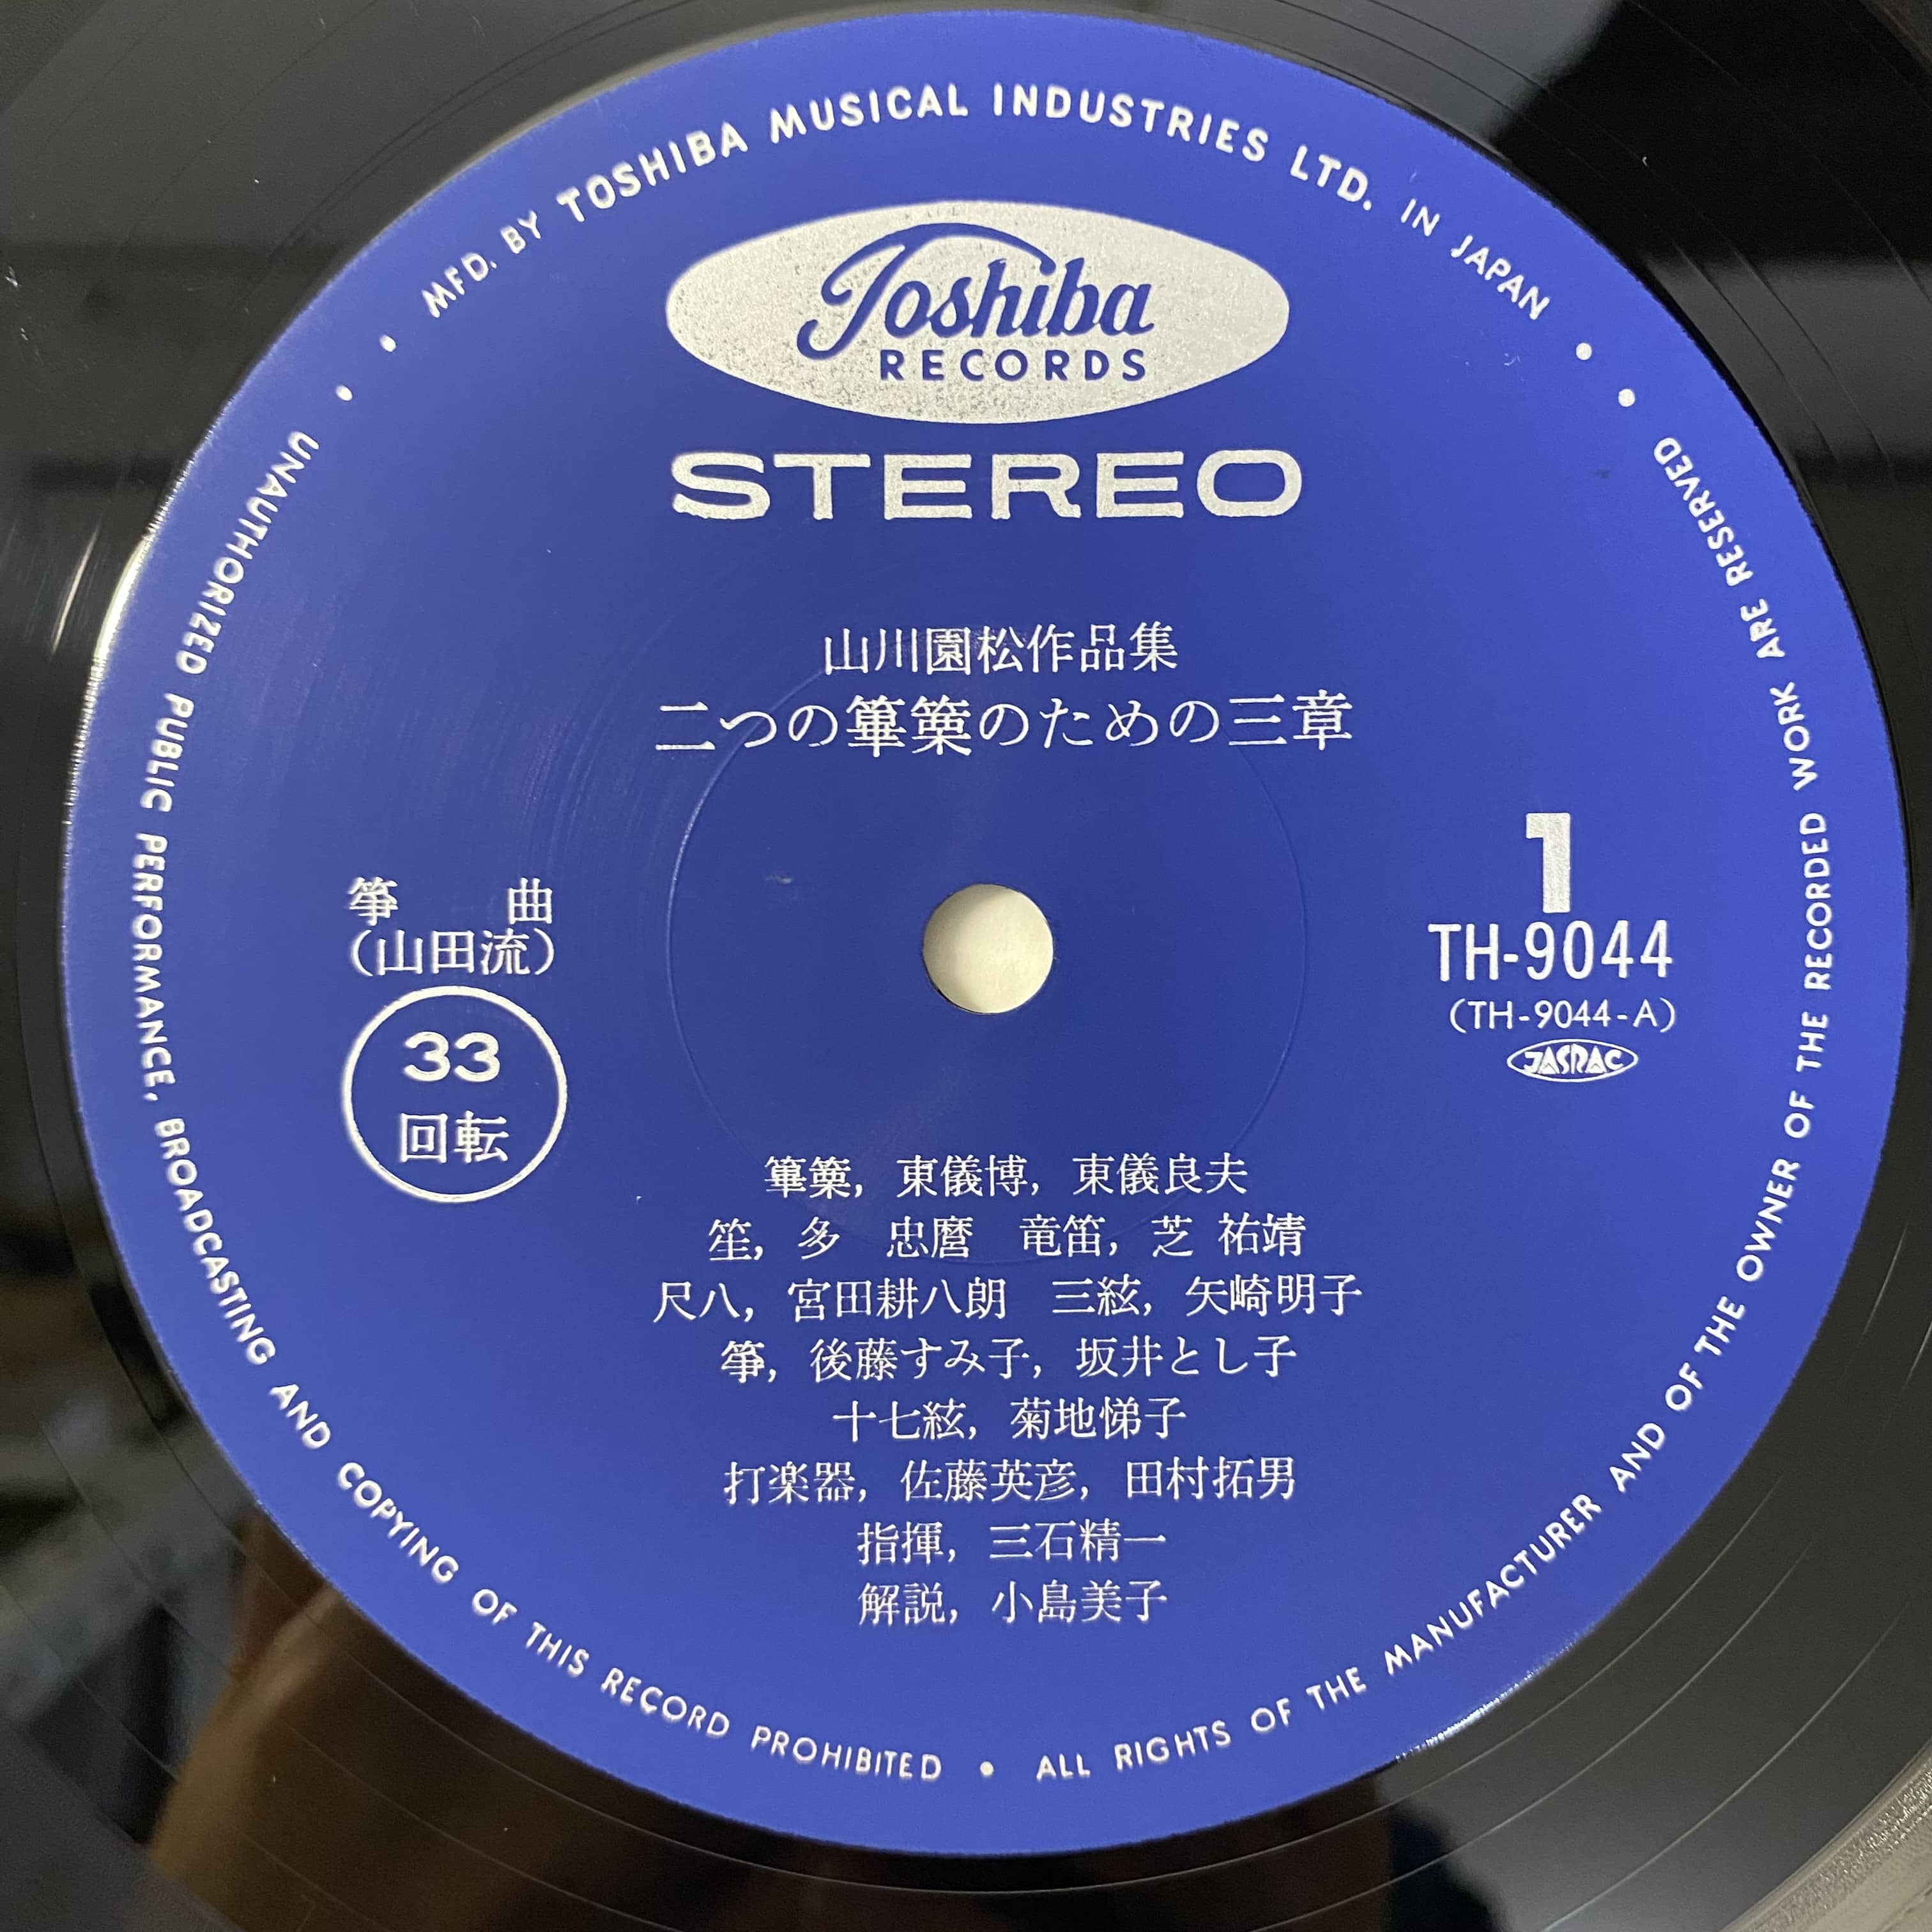 MFD. BY TOSHIBA MUSICAL INDUSTRIES LTD. IN JAPAN
Toshiba
RECORDS
STEREO
山川園松作品集
二つの篳篥のための三章
箏 曲
（山田流）
33
回転
1
TH-9044
(TH-9044-A)
JASRAC
篳篥，東儀博，東儀良夫
笙，多 忠麿 竜笛，芝 祐靖
尺八，宮田耕八朗 三絃，矢崎明子
箏，後藤すみ子，坂井とし子
十七絃，菊地悌子
打楽器，佐藤英彦，田村拓男
指揮，三石精一
解説，小島美子
UNAUTHORIZED PUBLIC PERFORMANCE, BROADCASTING AND COPYING OF THIS RECORD PROHIBITED • ALL RIGHTS OF THE MANUFACTURER AND OF THE OWNER OF THE RECORDED WORK ARE RESERVED